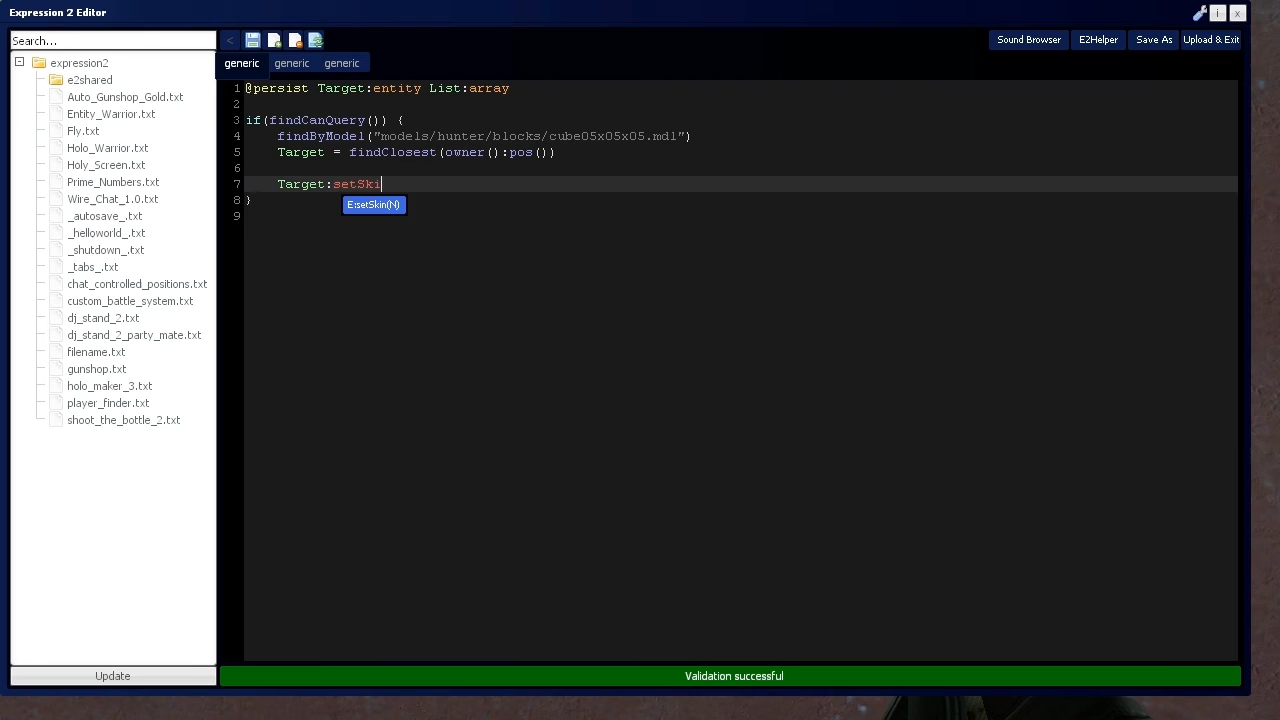 Expression 2 Editor
i
x
Search...
<
Sound Browser
E2Helper
Save As
Upload & Exit
expression2
e2shared
Auto_Gunshop_Gold.txt
Entity_Warrior.txt
Fly.txt
Holo_Warrior.txt
Holy_Screen.txt
Prime_Numbers.txt
Wire_Chat_1.0.txt
_autosave_.txt
_helloworld_.txt
_shutdown_.txt
_tabs_.txt
chat_controlled_positions.txt
custom_battle_system.txt
dj_stand_2.txt
dj_stand_2_party_mate.txt
filename.txt
gunshop.txt
holo_maker_3.txt
player_finder.txt
shoot_the_bottle_2.txt
Update
generic generic generic
1 @persist Target:entity List:array
2
3 if(findCanQuery()) {
4 findByModel("models/hunter/blocks/cube05x05x05.mdl")
5 Target = findClosest(owner():pos())
6
7 Target:setSki
E:setSkin(N)
8 }
9
Validation successful